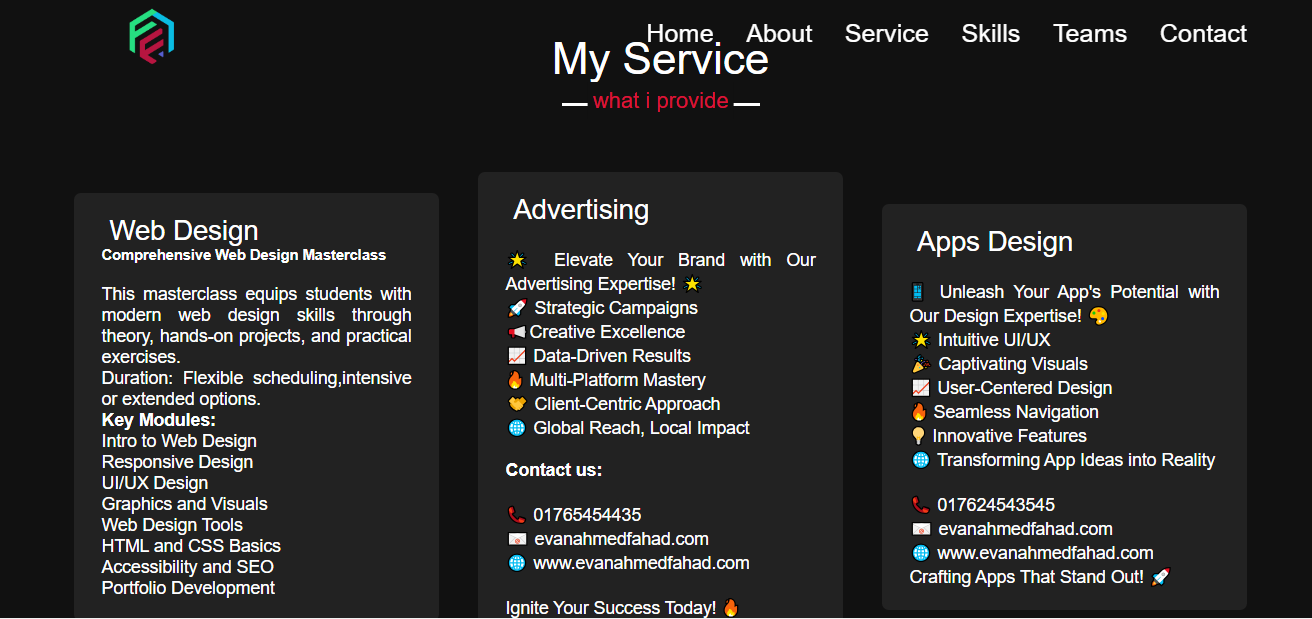 Home About Service Skills Teams Contact
My Service
what i provide
Web Design
Comprehensive Web Design Masterclass
This masterclass equips students with
modern web design skills through
theory, hands-on projects, and practical
exercises.
Duration: Flexible scheduling,intensive
or extended options.
Key Modules:
Intro to Web Design
Responsive Design
UI/UX Design
Graphics and Visuals
Web Design Tools
HTML and CSS Basics
Accessibility and SEO
Portfolio Development
Advertising
🌟 Elevate Your Brand with Our
Advertising Expertise! 🌟
🚀 Strategic Campaigns
📢 Creative Excellence
📈 Data-Driven Results
🔥 Multi-Platform Mastery
🤝 Client-Centric Approach
🌐 Global Reach, Local Impact
Contact us:
📞 01765454435
📧 evanahmedfahad.com
🌐 www.evanahmedfahad.com
Ignite Your Success Today! 🔥
Apps Design
📱 Unleash Your App's Potential with
Our Design Expertise! 🎨
🌟 Intuitive UI/UX
🎉 Captivating Visuals
📈 User-Centered Design
🔥 Seamless Navigation
💡 Innovative Features
🌐 Transforming App Ideas into Reality
📞 017624543545
📧 evanahmedfahad.com
🌐 www.evanahmedfahad.com
Crafting Apps That Stand Out! 🚀